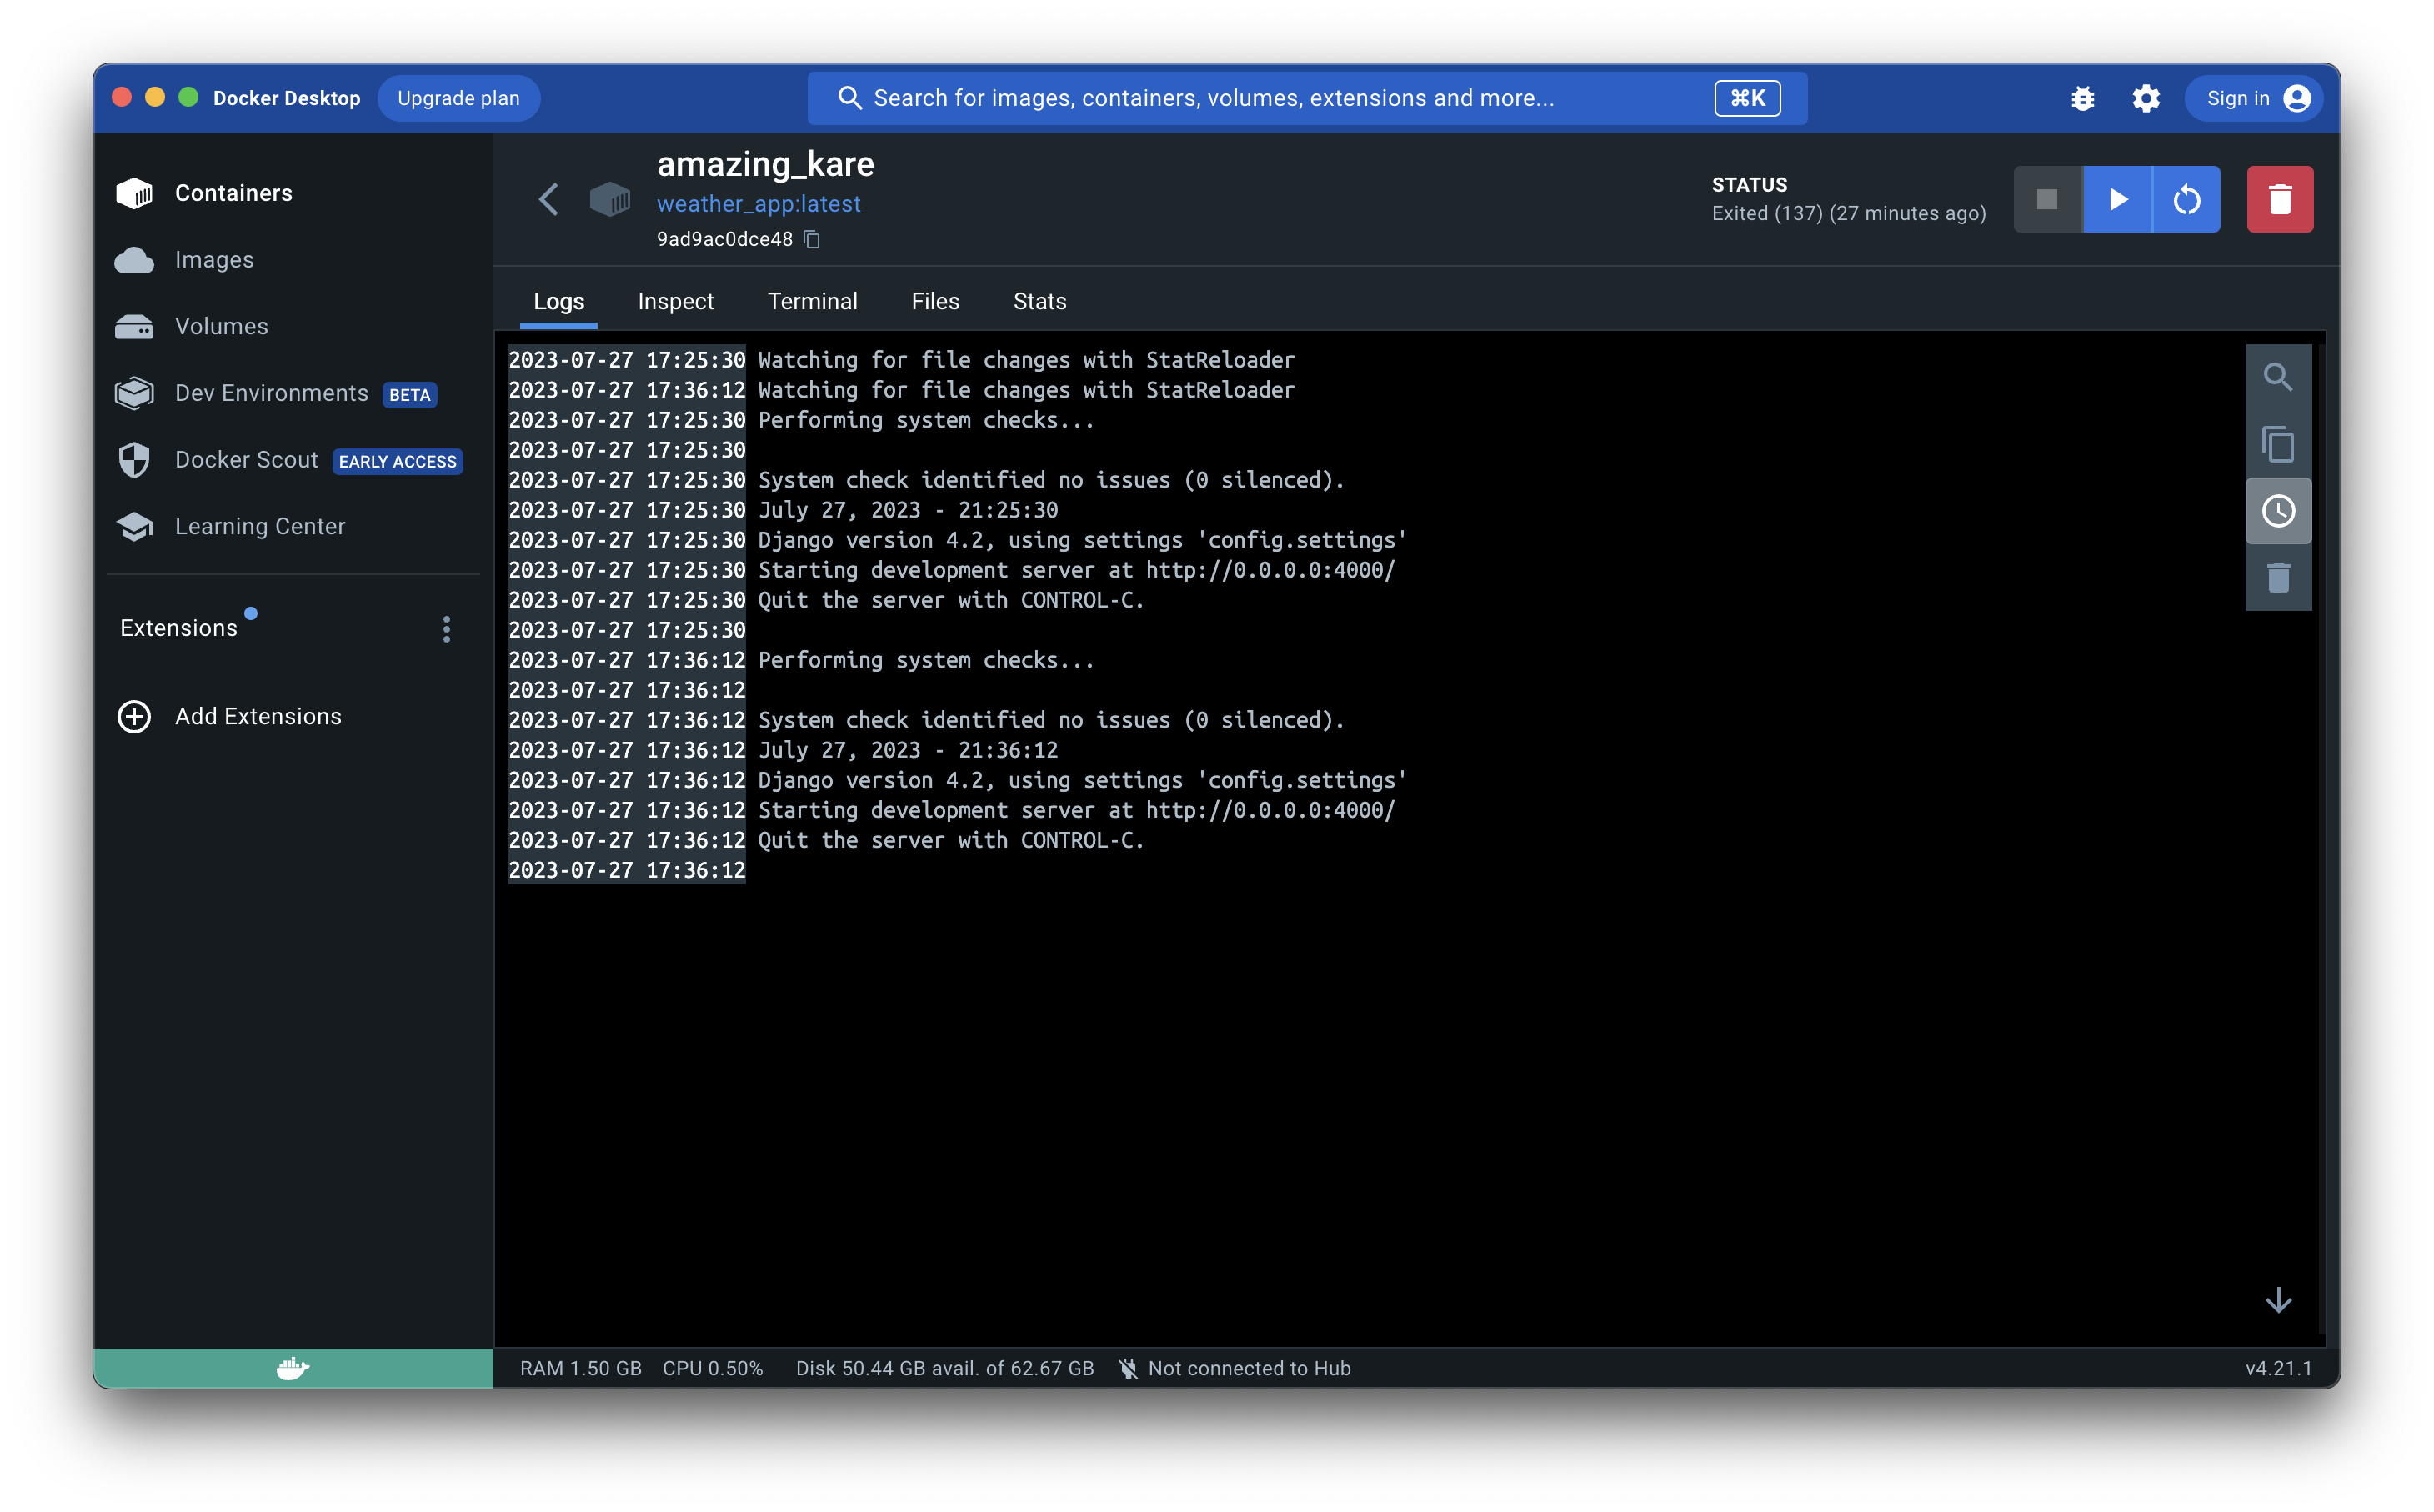 Docker Desktop Upgrade plan Search for images, containers, volumes, extensions and more... ⌘K Sign in
Containers
Images
Volumes
Dev Environments BETA
Docker Scout EARLY ACCESS
Learning Center
Extensions
Add Extensions
amazing_kare
weather_app:latest
9ad9ac0dce48
STATUS
Exited (137) (27 minutes ago)
Logs Inspect Terminal Files Stats
2023-07-27 17:25:30 Watching for file changes with StatReloader
2023-07-27 17:36:12 Watching for file changes with StatReloader
2023-07-27 17:25:30 Performing system checks...
2023-07-27 17:25:30
2023-07-27 17:25:30 System check identified no issues (0 silenced).
2023-07-27 17:25:30 July 27, 2023 - 21:25:30
2023-07-27 17:25:30 Django version 4.2, using settings 'config.settings'
2023-07-27 17:25:30 Starting development server at http://0.0.0.0:4000/
2023-07-27 17:25:30 Quit the server with CONTROL-C.
2023-07-27 17:25:30
2023-07-27 17:36:12 Performing system checks...
2023-07-27 17:36:12
2023-07-27 17:36:12 System check identified no issues (0 silenced).
2023-07-27 17:36:12 July 27, 2023 - 21:36:12
2023-07-27 17:36:12 Django version 4.2, using settings 'config.settings'
2023-07-27 17:36:12 Starting development server at http://0.0.0.0:4000/
2023-07-27 17:36:12 Quit the server with CONTROL-C.
2023-07-27 17:36:12
RAM 1.50 GB CPU 0.50% Disk 50.44 GB avail. of 62.67 GB Not connected to Hub v4.21.1